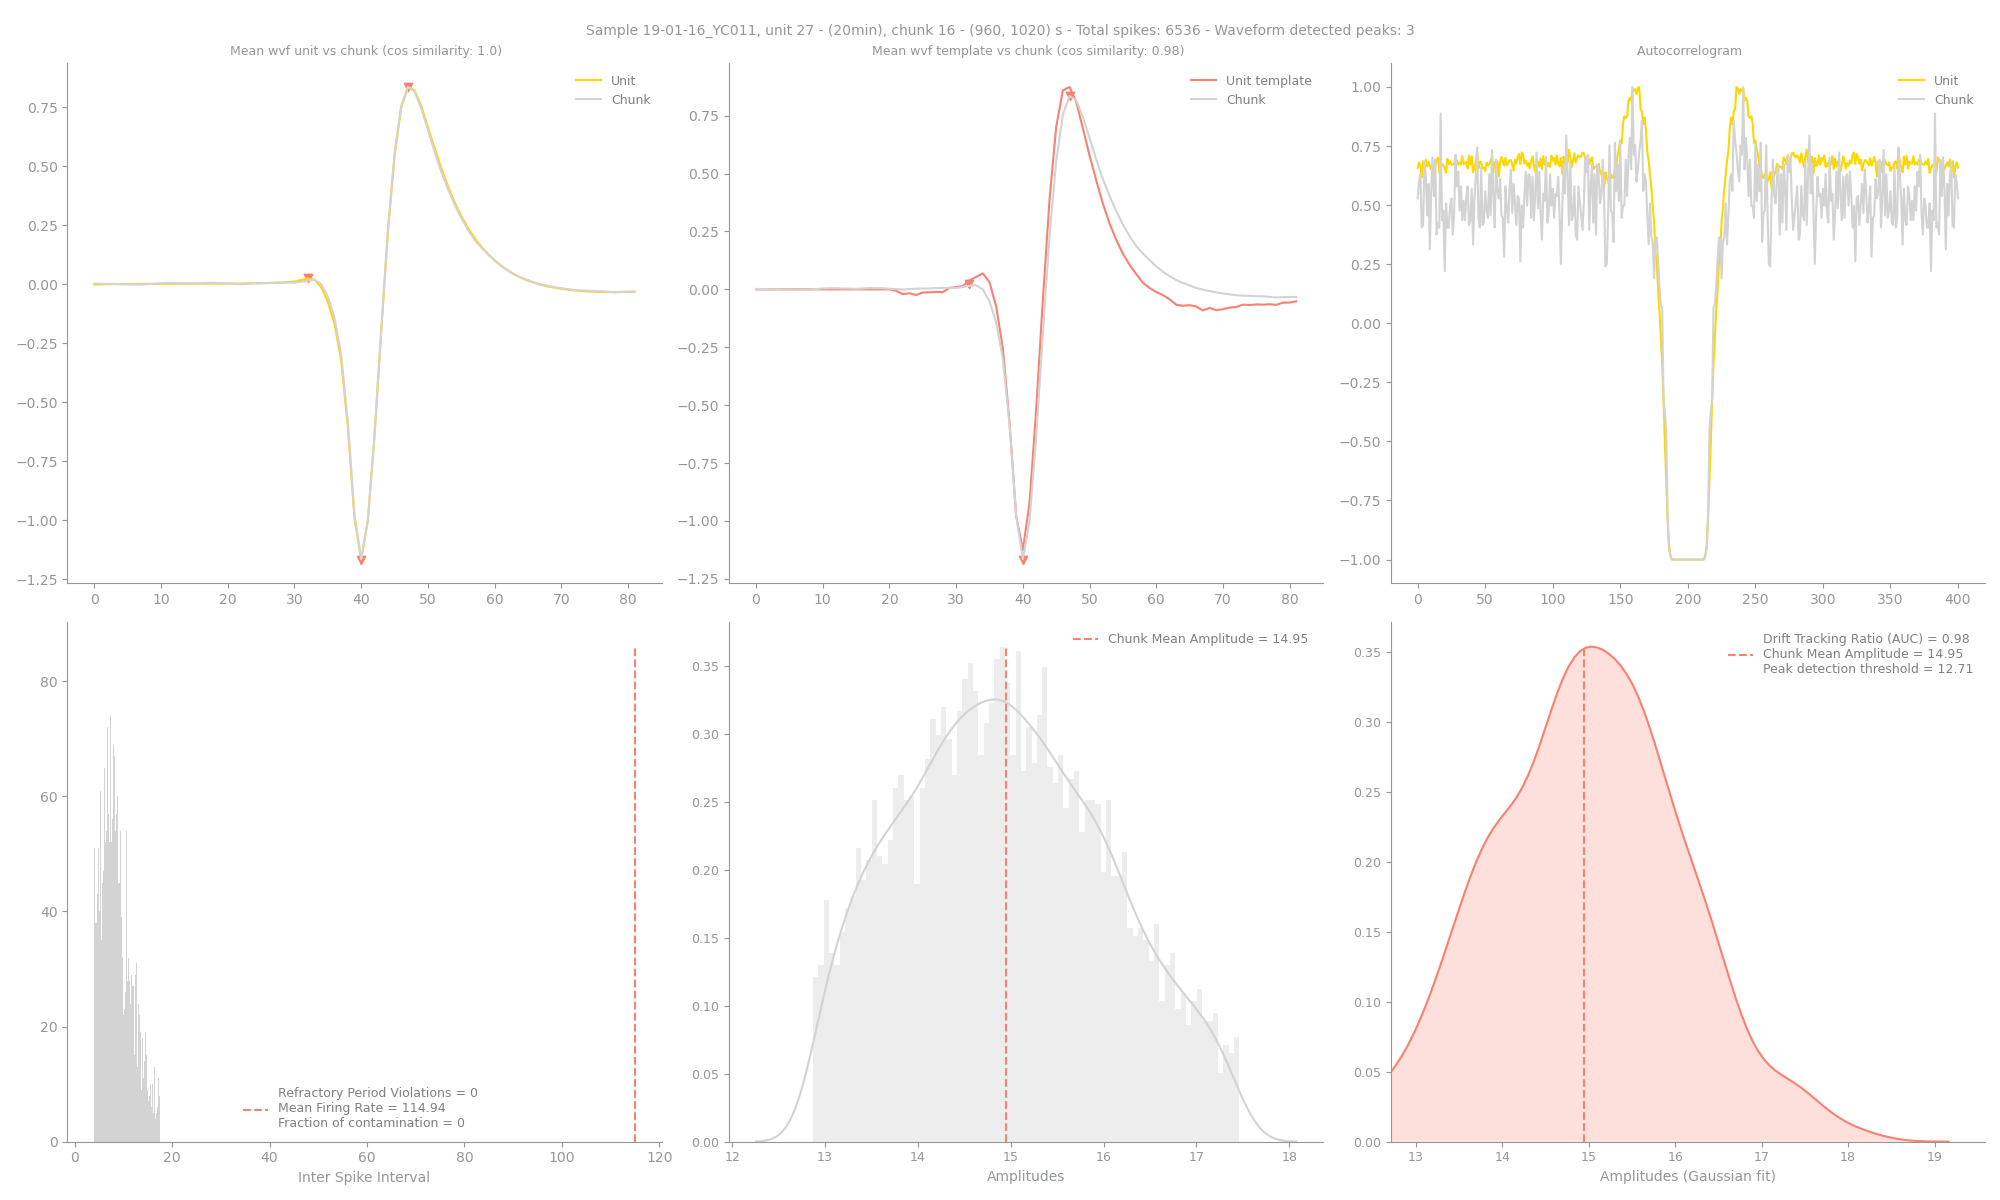 Sample 19-01-16_YC011, unit 27 - (20min), chunk 16 - (960, 1020) s - Total spikes: 6536 - Waveform detected peaks: 3
Mean wvf unit vs chunk (cos similarity: 1.0)
Unit
Chunk
0.75
0.50
0.25
0.00
−0.25
−0.50
−0.75
−1.00
−1.25
0 10 20 30 40 50 60 70 80
Mean wvf template vs chunk (cos similarity: 0.98)
Unit template
Chunk
0.75
0.50
0.25
0.00
−0.25
−0.50
−0.75
−1.00
−1.25
0 10 20 30 40 50 60 70 80
Autocorrelogram
Unit
Chunk
1.00
0.75
0.50
0.25
0.00
−0.25
−0.50
−0.75
−1.00
0 50 100 150 200 250 300 350 400
80
60
40
20
0
Refractory Period Violations = 0
Mean Firing Rate = 114.94
Fraction of contamination = 0
0 20 40 60 80 100 120
Inter Spike Interval
Chunk Mean Amplitude = 14.95
0.35
0.30
0.25
0.20
0.15
0.10
0.05
0.00
12 13 14 15 16 17 18
Amplitudes
Drift Tracking Ratio (AUC) = 0.98
Chunk Mean Amplitude = 14.95
Peak detection threshold = 12.71
0.35
0.30
0.25
0.20
0.15
0.10
0.05
0.00
13 14 15 16 17 18 19
Amplitudes (Gaussian fit)